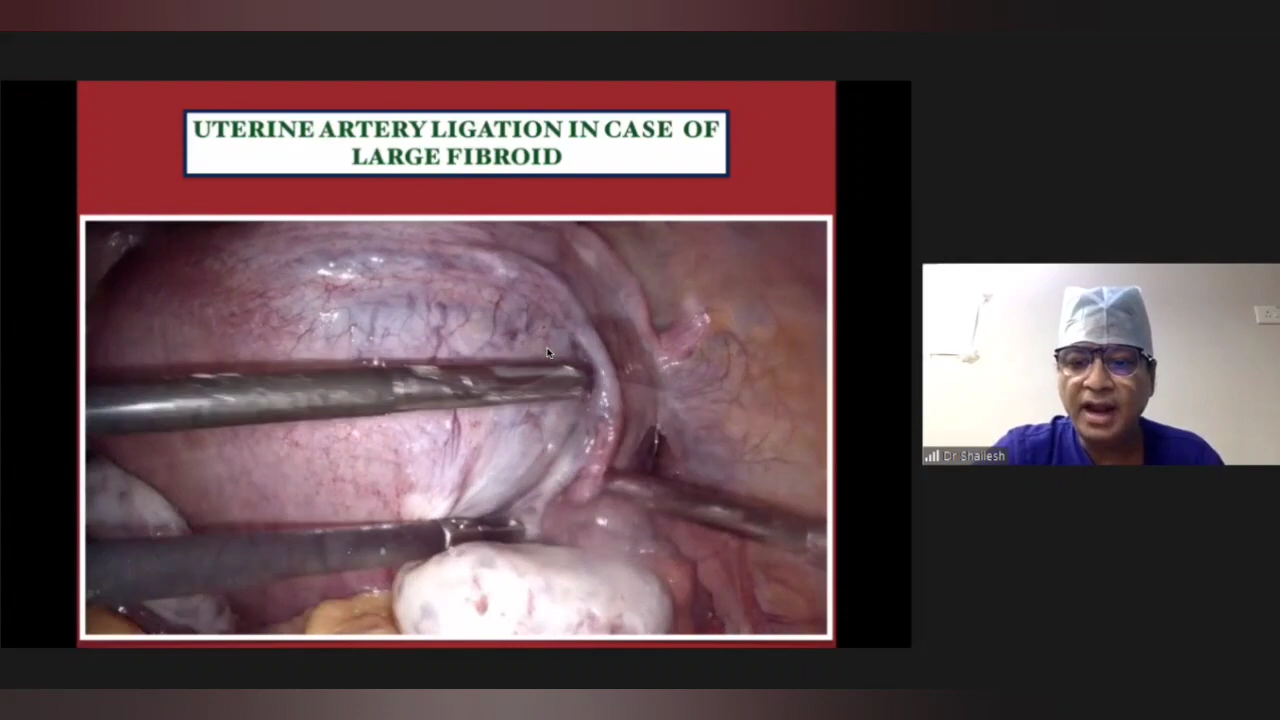 UTERINE ARTERY LIGATION IN CASE OF
LARGE FIBROID
Dr Shailesh